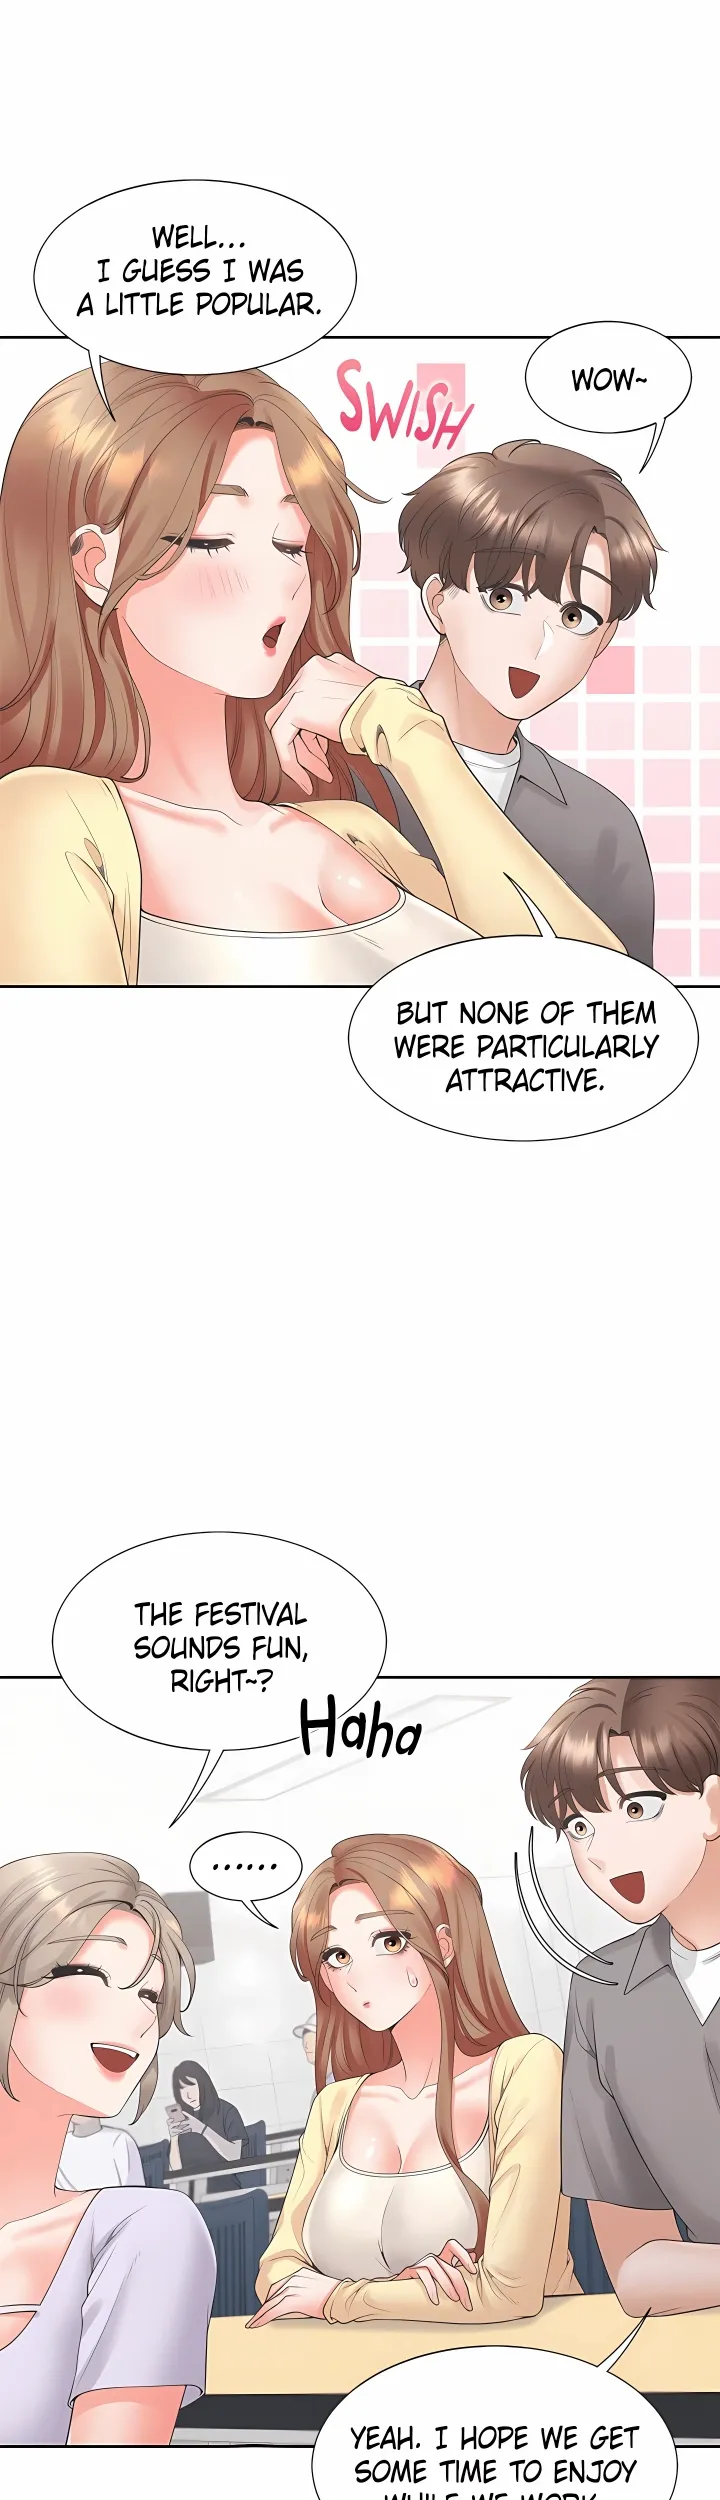 WELL...
I GUESS I WAS
A LITTLE POPULAR.
SWISH
WOW~
BUT NONE OF THEM
WERE PARTICULARLY
ATTRACTIVE.
THE FESTIVAL
SOUNDS FUN,
RIGHT~?
Haha
......
YEAH. I HOPE WE GET
SOME TIME TO ENJOY
WHILE WE WORK